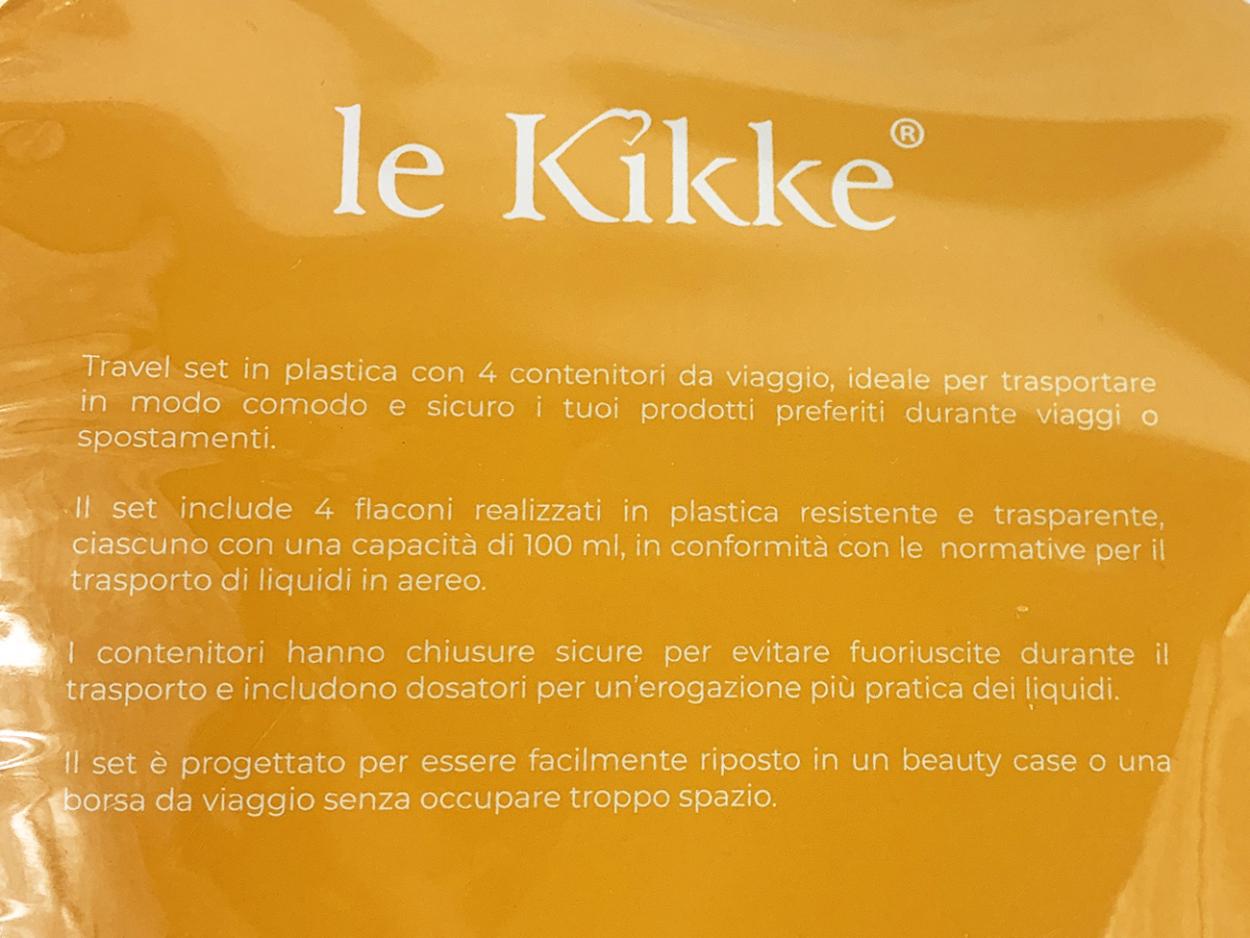 le Kikke®
Travel set in plastica con 4 contenitori da viaggio, ideale per trasportare
in modo comodo e sicuro i tuoi prodotti preferiti durante viaggi o
spostamenti.
Il set include 4 flaconi realizzati in plastica resistente e trasparente,
ciascuno con una capacità di 100 ml, in conformità con le normative per il
trasporto di liquidi in aereo.
I contenitori hanno chiusure sicure per evitare fuoriuscite durante il
trasporto e includono dosatori per un'erogazione più pratica dei liquidi.
Il set è progettato per essere facilmente riposto in un beauty case o una
borsa da viaggio senza occupare troppo spazio.